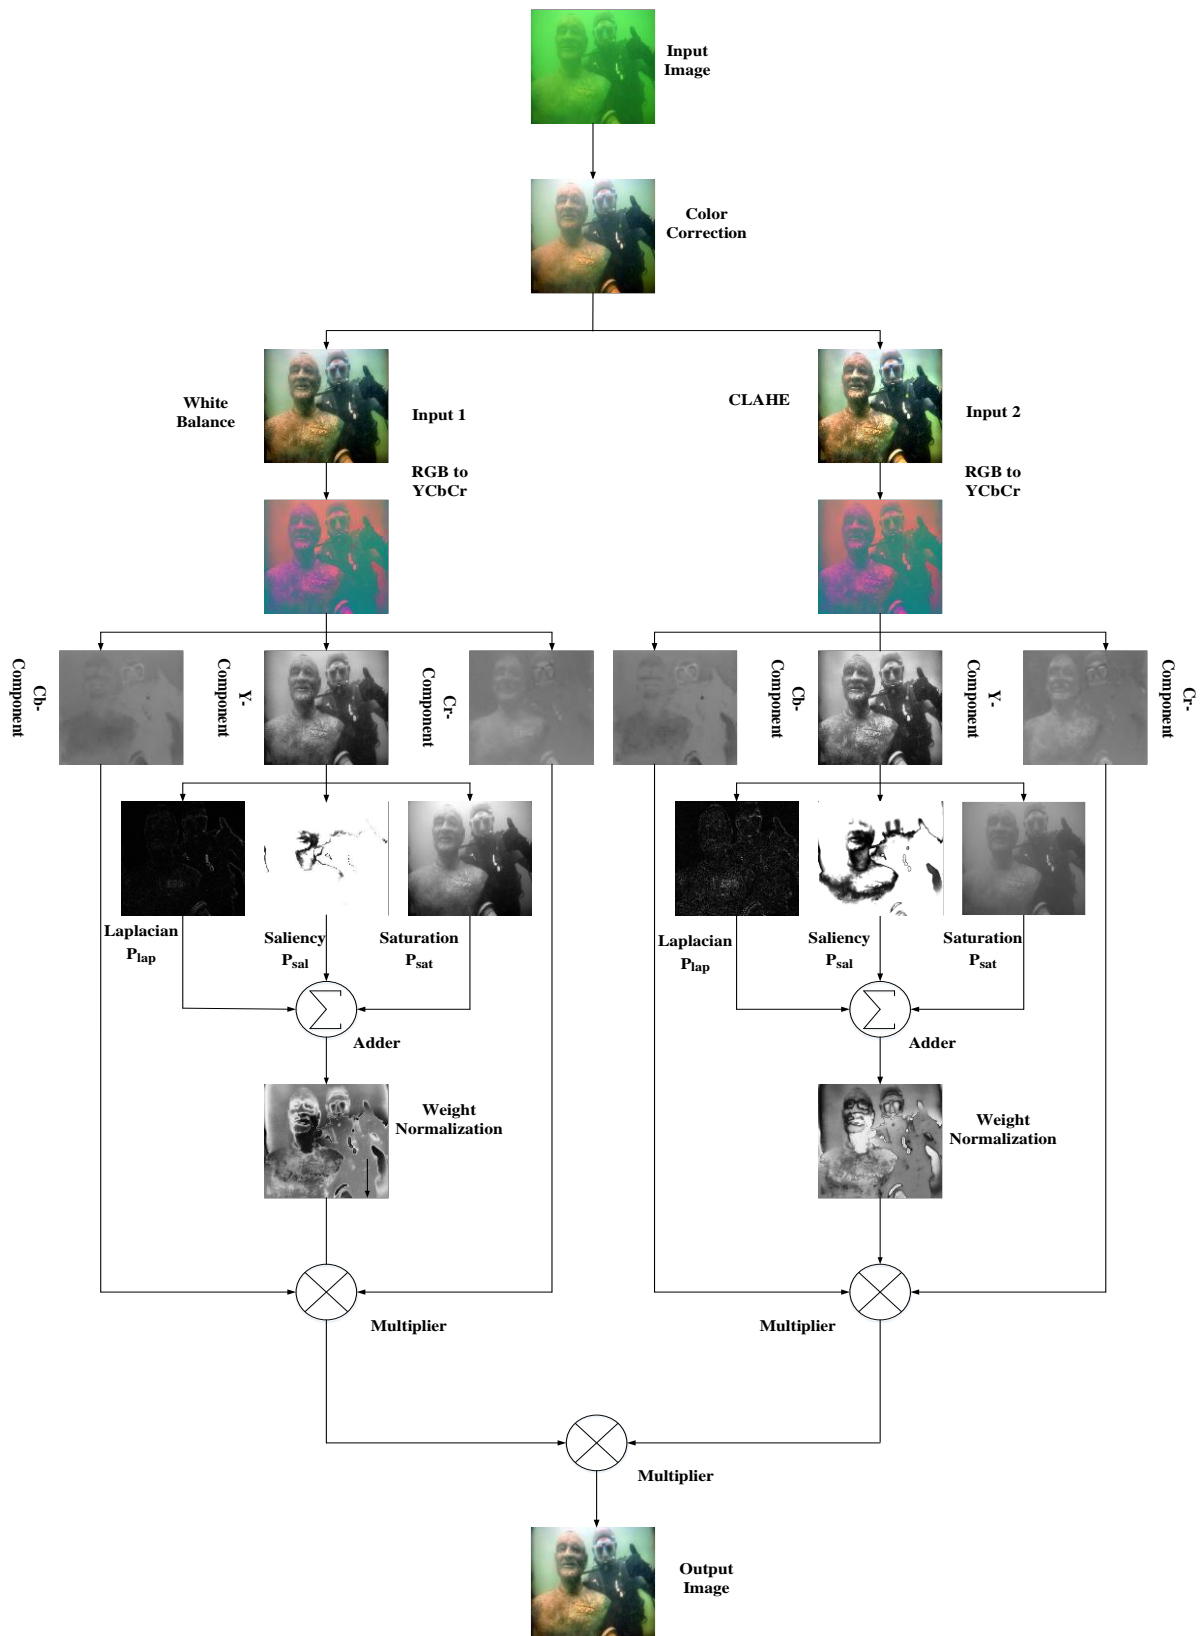 Input
Image
Color
Correction
White
Balance
Input 1
CLAHE
Input 2
RGB to
YCbCr
RGB to
YCbCr
Cb-
Component
Y-
Component
Cr-
Component
Cb-
Component
Y-
Component
Cr-
Component
Laplacian
Plap
Saliency
Psal
Saturation
Psat
Laplacian
Plap
Saliency
Psal
Saturation
Psat
Adder
Adder
Weight
Normalization
Weight
Normalization
Multiplier
Multiplier
Multiplier
Output
Image